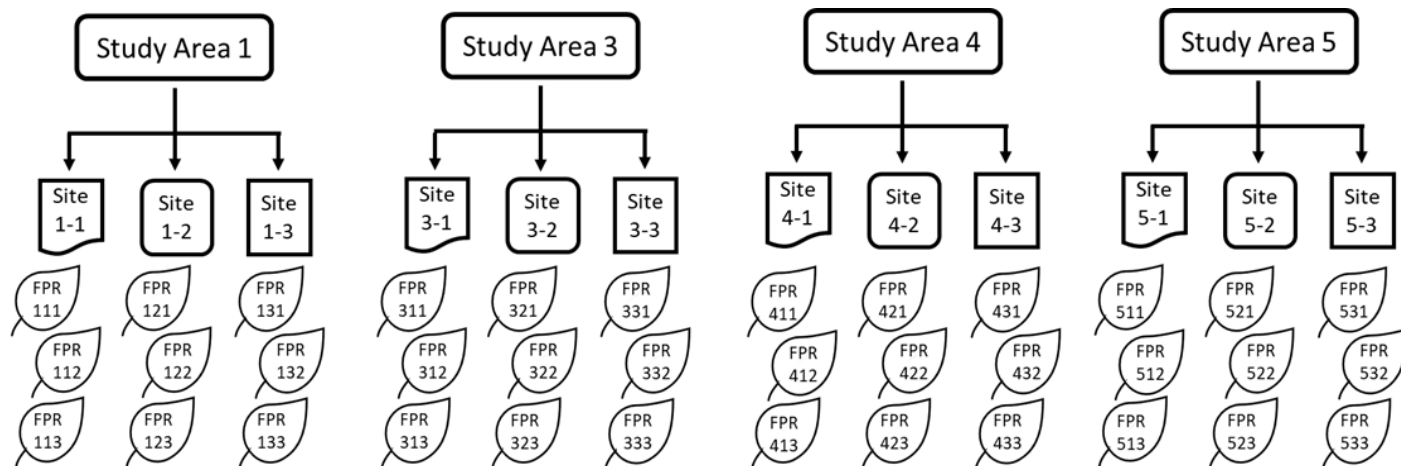 Study Area 1
Study Area 3
Study Area 4
Study Area 5
Site
1-1
Site
1-2
Site
1-3
Site
3-1
Site
3-2
Site
3-3
Site
4-1
Site
4-2
Site
4-3
Site
5-1
Site
5-2
Site
5-3
FPR
111
FPR
121
FPR
131
FPR
311
FPR
321
FPR
331
FPR
411
FPR
421
FPR
431
FPR
511
FPR
521
FPR
531
FPR
112
FPR
122
FPR
132
FPR
312
FPR
322
FPR
332
FPR
412
FPR
422
FPR
432
FPR
512
FPR
522
FPR
532
FPR
113
FPR
123
FPR
133
FPR
313
FPR
323
FPR
333
FPR
413
FPR
423
FPR
433
FPR
513
FPR
523
FPR
533